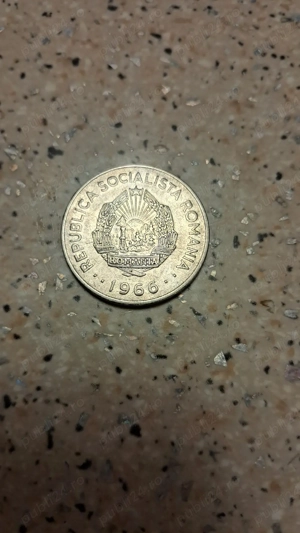 REPUBLICA SOCIALISTA ROMANIA
1966